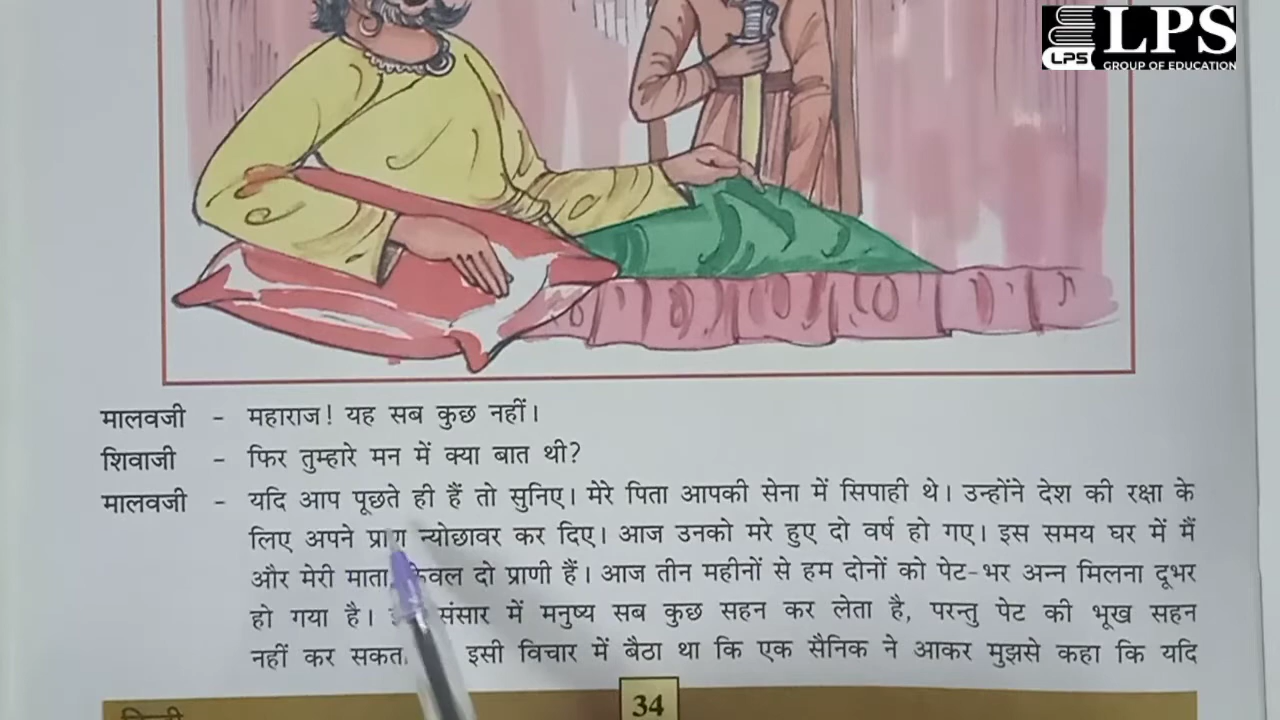 LPS
LPS
GROUP OF EDUCATION
मालवजी - महाराज! यह सब कुछ नहीं।
शिवाजी - फिर तुम्हारे मन में क्या बात थी?
मालवजी - यदि आप पूछते ही हैं तो सुनिए। मेरे पिता आपकी सेना में सिपाही थे। उन्होंने देश की रक्षा के
लिए अपने प्राण न्योछावर कर दिए। आज उनको मरे हुए दो वर्ष हो गए। इस समय घर में मैं
और मेरी माता केवल दो प्राणी हैं। आज तीन महीनों से हम दोनों को पेट-भर अन्न मिलना दूभर
हो गया है। संसार में मनुष्य सब कुछ सहन कर लेता है, परन्तु पेट की भूख सहन
नहीं कर सकता इसी विचार में बैठा था कि एक सैनिक ने आकर मुझसे कहा कि यदि
34